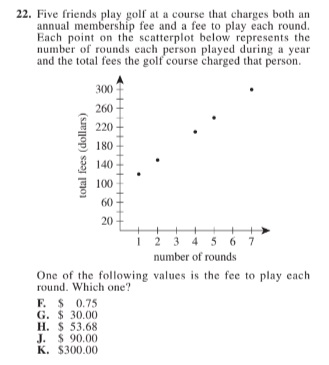 22. Five friends play golf at a course that charges both an
annual membership fee and a fee to play each round.
Each point on the scatterplot below represents the
number of rounds each person played during a year
and the total fees the golf course charged that person.
total fees (dollars)
300
260
220
180
140
100
60
20
1 2 3 4 5 6 7
number of rounds
One of the following values is the fee to play each
round. Which one?
F. $ 0.75
G. $ 30.00
H. $ 53.68
J. $ 90.00
K. $300.00